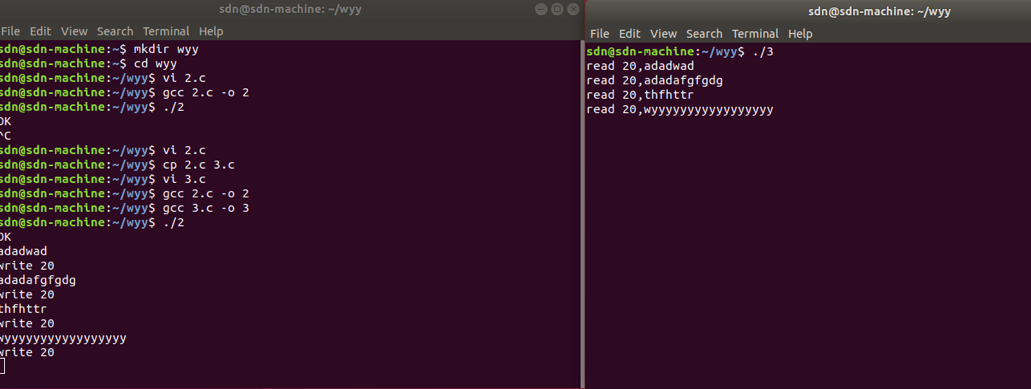 sdn@sdn-machine: ~/wyy
File Edit View Search Terminal Help
sdn@sdn-machine:~$ mkdir wyy
sdn@sdn-machine:~$ cd wyy
sdn@sdn-machine:~/wyy$ vi 2.c
sdn@sdn-machine:~/wyy$ gcc 2.c -o 2
sdn@sdn-machine:~/wyy$ ./2
OK
^C
sdn@sdn-machine:~/wyy$ vi 2.c
sdn@sdn-machine:~/wyy$ cp 2.c 3.c
sdn@sdn-machine:~/wyy$ vi 3.c
sdn@sdn-machine:~/wyy$ gcc 2.c -o 2
sdn@sdn-machine:~/wyy$ gcc 3.c -o 3
sdn@sdn-machine:~/wyy$ ./2
OK
adadwad
write 20
adadafgfgdg
write 20
thfhttr
write 20
wyyyyyyyyyyyyyyyyy
write 20
sdn@sdn-machine: ~/wyy
File Edit View Search Terminal Help
sdn@sdn-machine:~/wyy$ ./3
read 20,adadwad
read 20,adadafgfgdg
read 20,thfhttr
read 20,wyyyyyyyyyyyyyyyyy